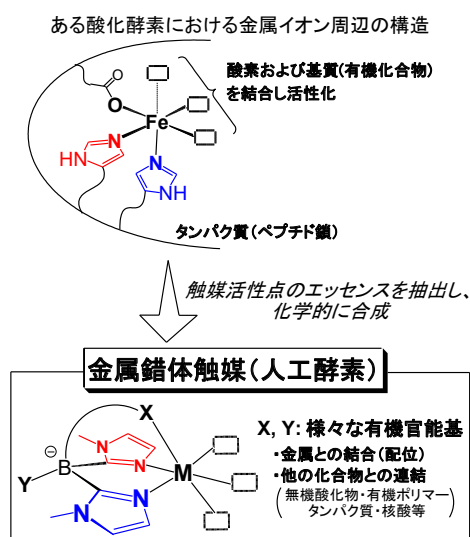 ある酸化酵素における金属イオン周辺の構造
酸素および基質(有機化合物)
を結合し活性化
O
O
Fe
N
HN
N
NH
タンパク質(ペプチド鎖)
触媒活性点のエッセンスを抽出し、
化学的に合成
金属錯体触媒(人工酵素)
X
X, Y: 様々な有機官能基
・金属との結合(配位)
・他の化合物との連結
(無機酸化物・有機ポリマー
タンパク質・核酸等)
N
N
⊖
B
M
Y
N
N